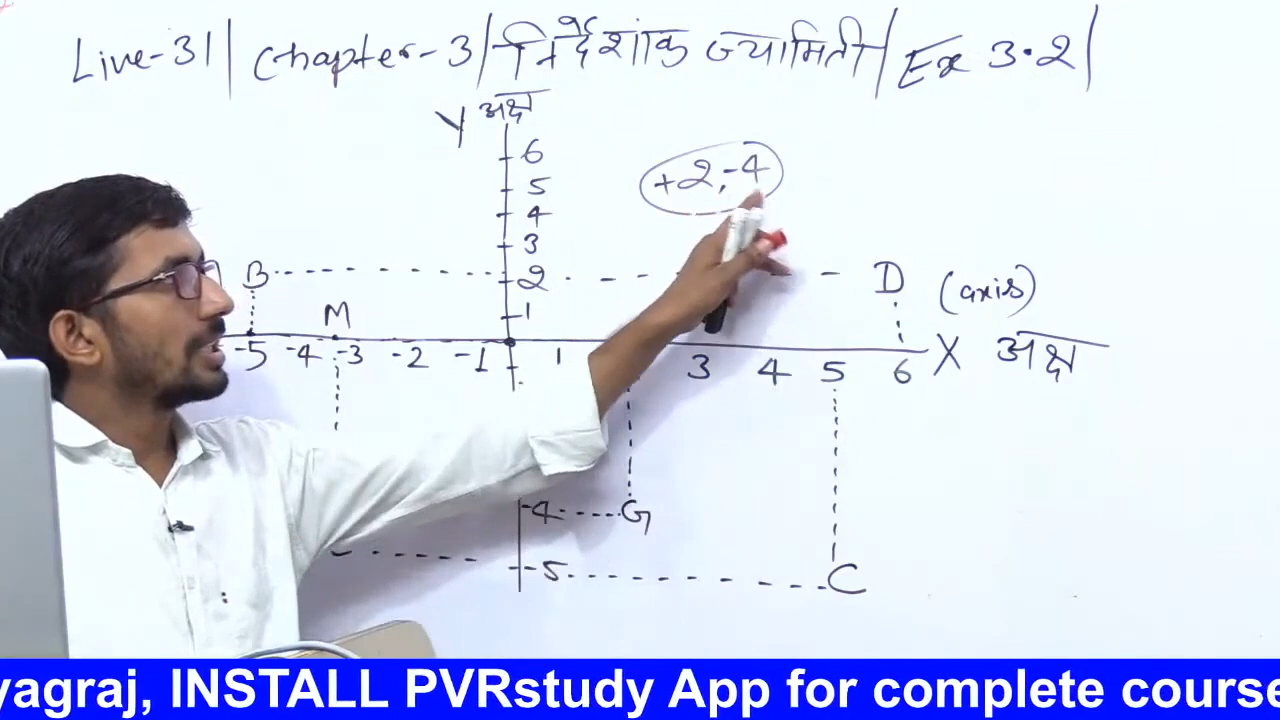 Live-31| Chapter-3| निर्देशांक ज्यामिती| Ex 3.2|
Y अक्ष
6
5
+2,-4
4
3
B 2 D (axis)
M 1
-5 -4 -3 -2 -1 1 3 4 5 6 X अक्ष
-4 G
-5 C
yagraj, INSTALL PVRstudy App for complete course